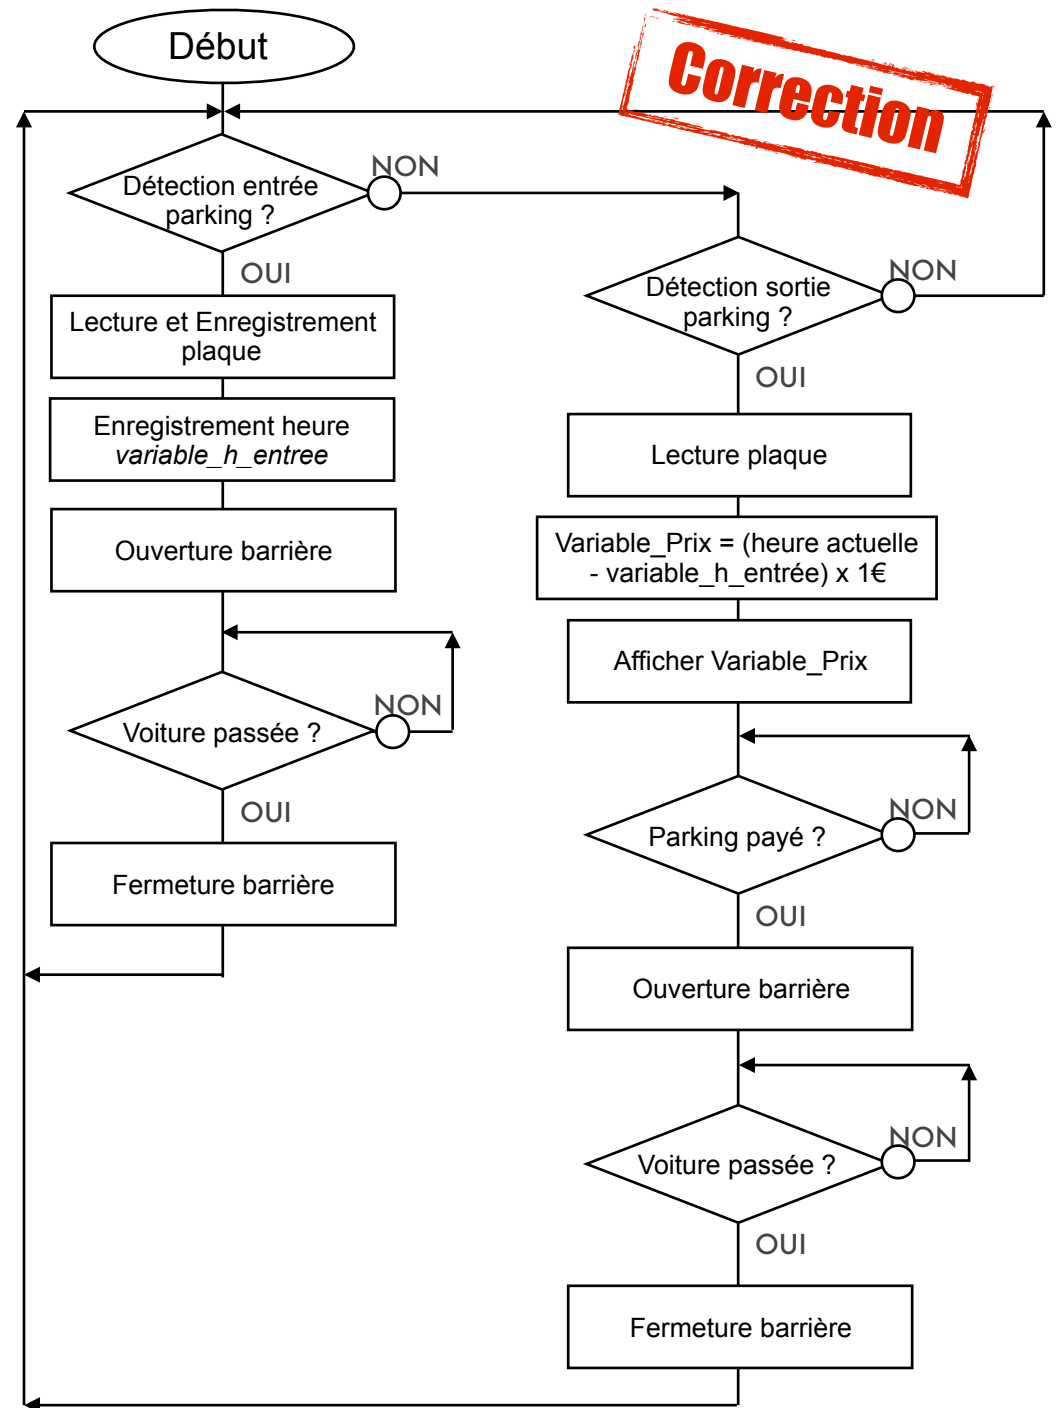 Début
Correction
Détection entrée
parking ?
NON
OUI
Lecture et Enregistrement
plaque
Enregistrement heure
variable_h_entree
Ouverture barrière
Voiture passée ?
NON
OUI
Fermeture barrière
Détection sortie
parking ?
NON
OUI
Lecture plaque
Variable_Prix = (heure actuelle
- variable_h_entrée) x 1€
Afficher Variable_Prix
Parking payé ?
NON
OUI
Ouverture barrière
Voiture passée ?
NON
OUI
Fermeture barrière